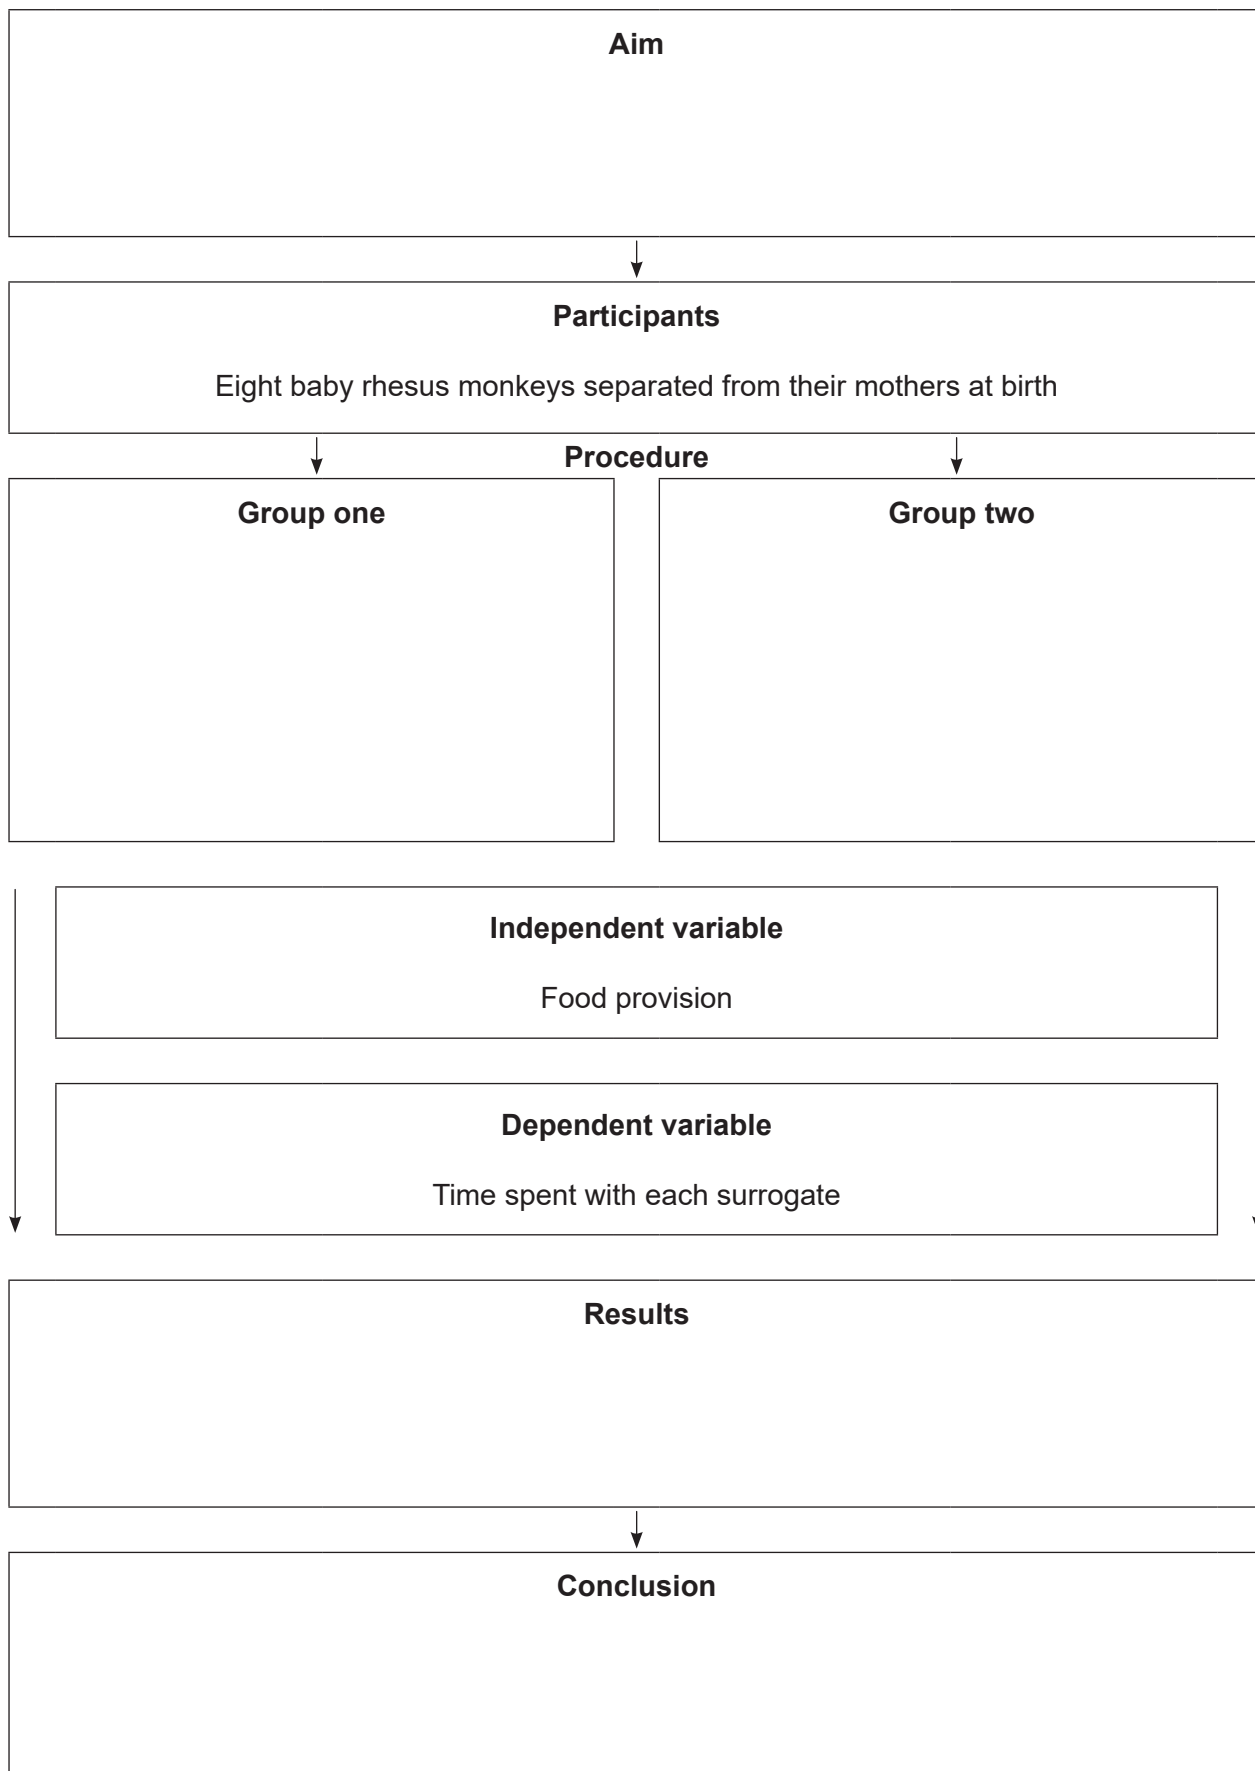 Aim
Participants
Eight baby rhesus monkeys separated from their mothers at birth
Procedure
Group one
Group two
Independent variable
Food provision
Dependent variable
Time spent with each surrogate
Results
Conclusion